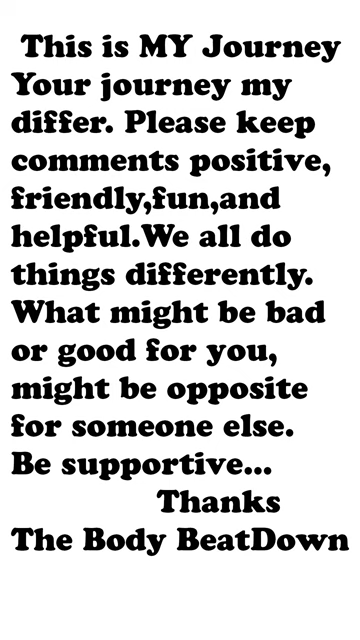 This is MY Journey
Your journey my
differ. Please keep
comments positive,
friendly,fun,and
helpful.We all do
things differently.
What might be bad
or good for you,
might be opposite
for someone else.
Be supportive...
Thanks
The Body BeatDown